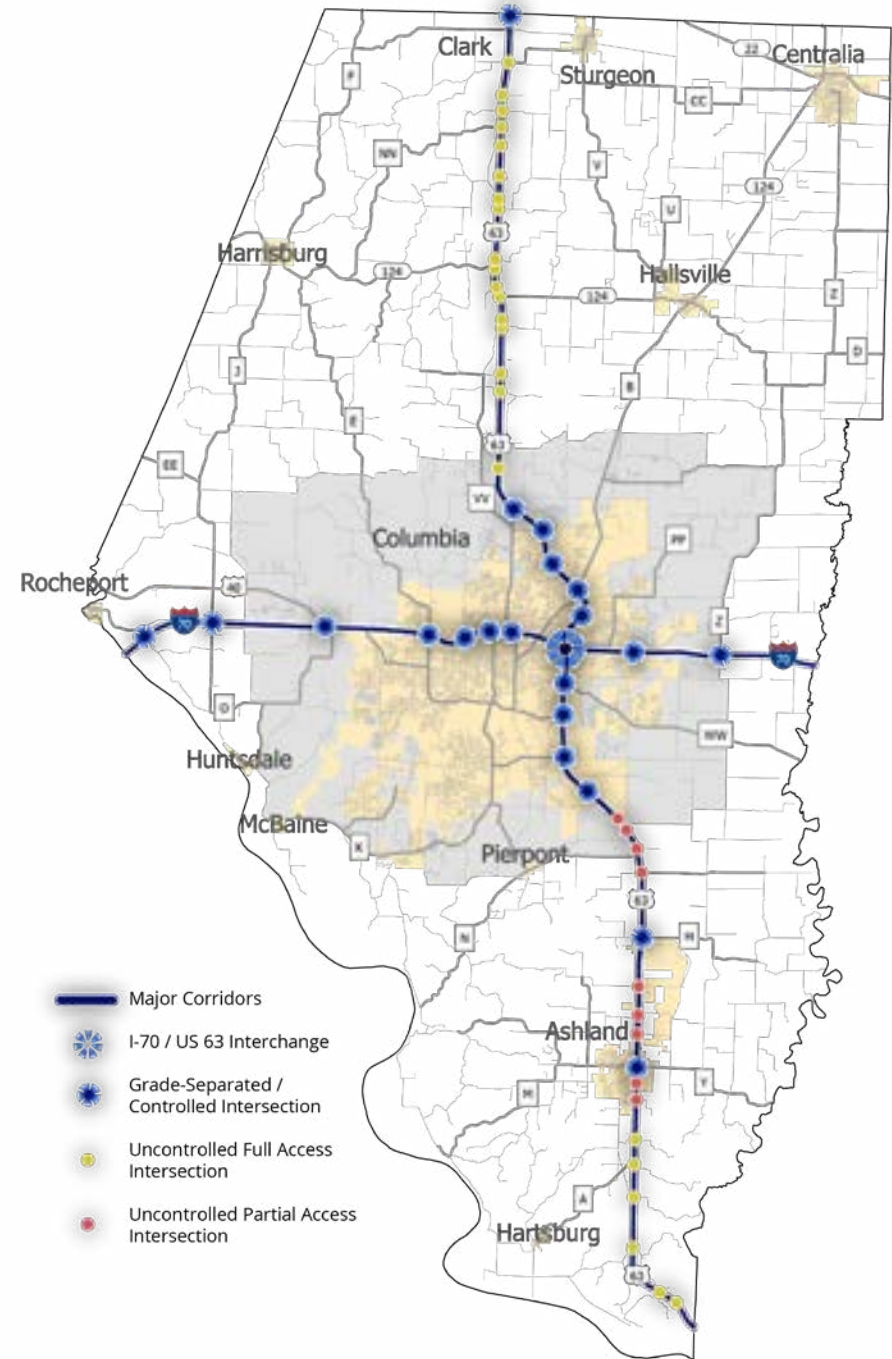 Clark
Sturgeon
22
Centralia
F
CC
NN
V
124
U
63
Harrisburg
124
Hallsville
124
Z
D
J
B
E
63
EE
VV
Columbia
PP
Rocheport
40
70
Z
70
O
WW
Huntsdale
McBaine
K
Pierpont
63
N
H
Major Corridors
I-70 / US 63 Interchange
Ashland
Grade-Separated /
Controlled Intersection
M
Y
Uncontrolled Full Access
Intersection
A
Uncontrolled Partial Access
Intersection
Hartsburg
63